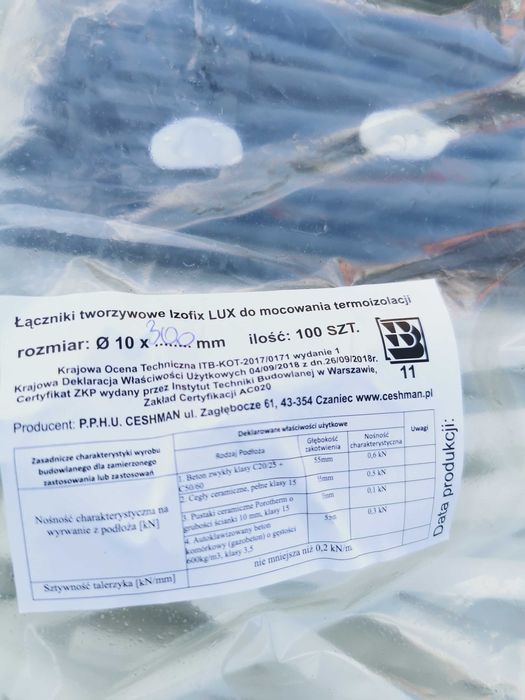 Łączniki tworzywowe Izofix LUX do mocowania termoizolacji
rozmiar: Ø 10 x 300 mm ilość: 100 SZT.
Krajowa Ocena Techniczna ITB-KOT-2017/0171 wydanie 1
Krajowa Deklaracja Właściwości Użytkowych 04/09/2018 z dn.26/09/2018r.
Certyfikat ZKP wydany przez Instytut Techniki Budowlanej w Warszawie,
Zakład Certyfikacji AC020
11
Producent: P.P.H.U. CESHMAN ul. Zagłębocze 61, 43-354 Czaniec www.ceshman.pl
Zasadnicze charakterystyki wyrobu
budowlanego dla zamierzonego
zastosowania lub zastosowań
Deklarowane właściwości użytkowe
Rodzaj Podłoża
Głębokość
zakotwienia
Nośność
charakterystyczna
Uwagi
Nośność charakterystyczna na
wyrwanie z podłoża [kN]
1. Beton zwykły klasy C20/25 ÷
C50/60
55mm
0,6 kN
2. Cegły ceramiczne, pełne klasy 15
0,5 kN
3. Pustaki ceramiczne Porotherm o
grubości ścianki 10 mm, klasy 15
0,1 kN
4. Autoklawizowany beton
komórkowy (gazobeton) o gęstości
600kg/m3, klasy 3,5
0,3 kN
Sztywność talerzyka [kN/mm]
nie mniejsza niż 0,2 kN/m
Data produkcji: